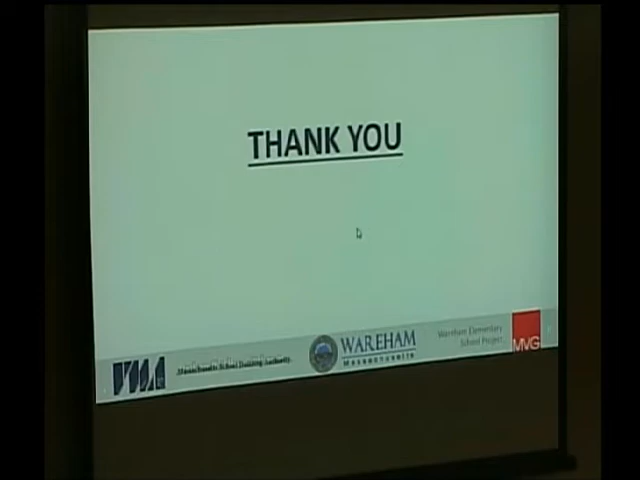 THANK YOU
Massachusetts School Building Authority
WAREHAM
Massachusetts
Wareham Elementary
School Project
MVG